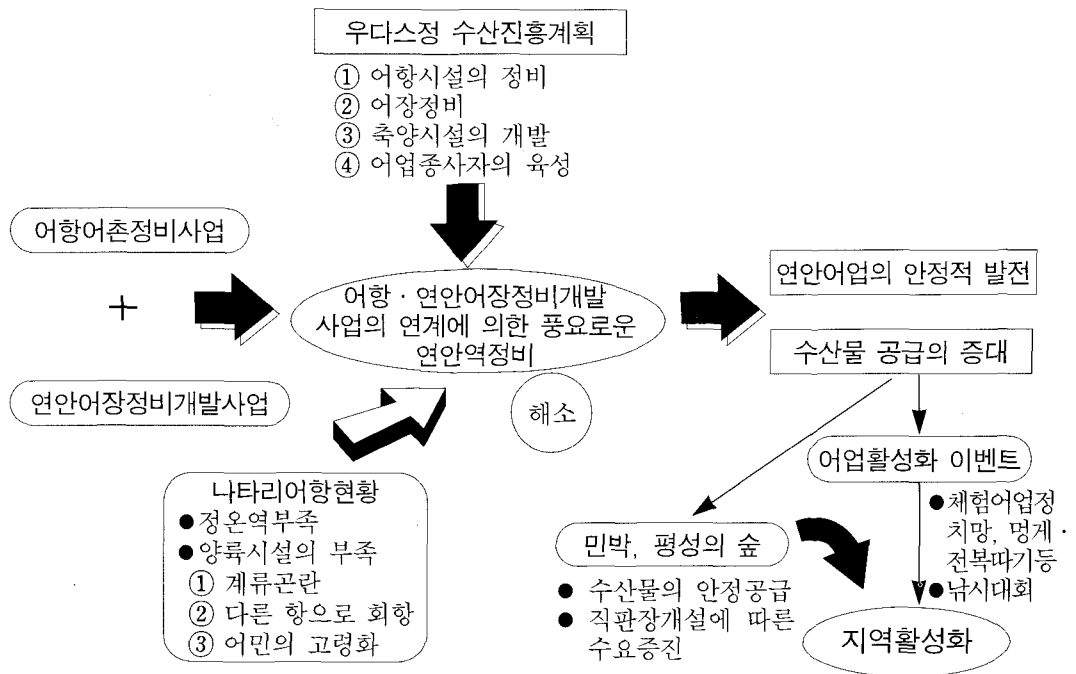 우다스정 수산진흥계획
① 어항시설의 정비
② 어장정비
③ 축양시설의 개발
④ 어업종사자의 육성
어항어촌정비사업
+
연안어장정비개발사업
어항 · 연안어장정비개발
사업의 연계에 의한 풍요로운
연안역정비
해소
나타리어항현황
● 정온역부족
● 양륙시설의 부족
① 계류곤란
② 다른 항으로 회항
③ 어민의 고령화
연안어업의 안정적 발전
수산물 공급의 증대
어업활성화 이벤트
● 체험어업정
치망, 멍게 ·
전복따기등
● 낚시대회
민박, 평성의 숲
● 수산물의 안정공급
● 직판장개설에 따른
수요증진
지역활성화